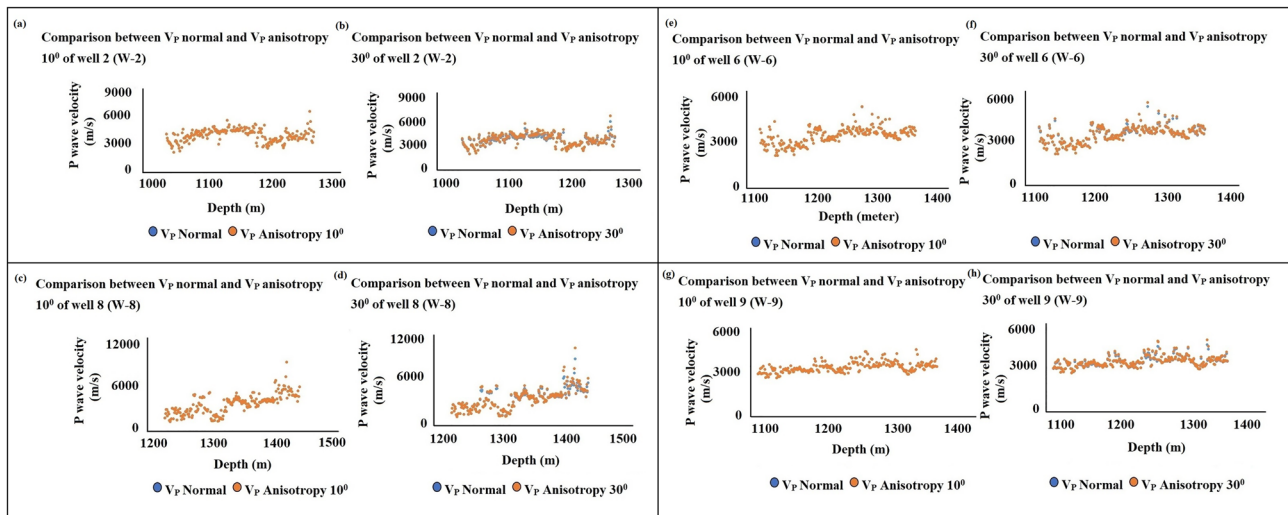 (a)
Comparison between VP normal and VP anisotropy
10⁰ of well 2 (W-2)
9000
6000
3000
0
P wave velocity
(m/s)
1000
1100
1200
1300
Depth (m)
VP Normal
VP Anisotropy 10⁰
(b)
Comparison between VP normal and VP anisotropy
30⁰ of well 2 (W-2)
9000
6000
3000
0
P wave velocity
(m/s)
1000
1100
1200
1300
Depth (m)
VP Normal
VP Anisotropy 30⁰
(e)
Comparison between VP normal and VP anisotropy
10⁰ of well 6 (W-6)
6000
3000
0
P wave velocity
(m/s)
1100
1200
1300
1400
Depth (meter)
VP Normal
VP Anisotropy 10⁰
(f)
Comparison between VP normal and VP anisotropy
30⁰ of well 6 (W-6)
6000
3000
0
P wave velocity
(m/s)
1100
1200
1300
1400
Depth (m)
VP Normal
VP Anisotropy 30⁰
(c)
Comparison between VP normal and VP anisotropy
10⁰ of well 8 (W-8)
12000
6000
0
P wave velocity
(m/s)
1200
1300
1400
1500
Depth (m)
VP Normal
VP Anisotropy 10⁰
(d)
Comparison between VP normal and VP anisotropy
30⁰ of well 8 (W-8)
12000
6000
0
P wave velocity
(m/s)
1200
1300
1400
1500
Depth (m)
VP Normal
VP Anisotropy 30⁰
(g)
Comparison between VP normal and VP anisotropy
10⁰ of well 9 (W-9)
6000
3000
0
P wave velocity
(m/s)
1100
1200
1300
1400
Depth (m)
VP Normal
VP Anisotropy 10⁰
(h)
Comparison between VP normal and VP anisotropy
30⁰ of well 9 (W-9)
6000
3000
0
P wave velocity
(m/s)
1100
1200
1300
1400
Depth (m)
VP Normal
VP Anisotropy 30⁰